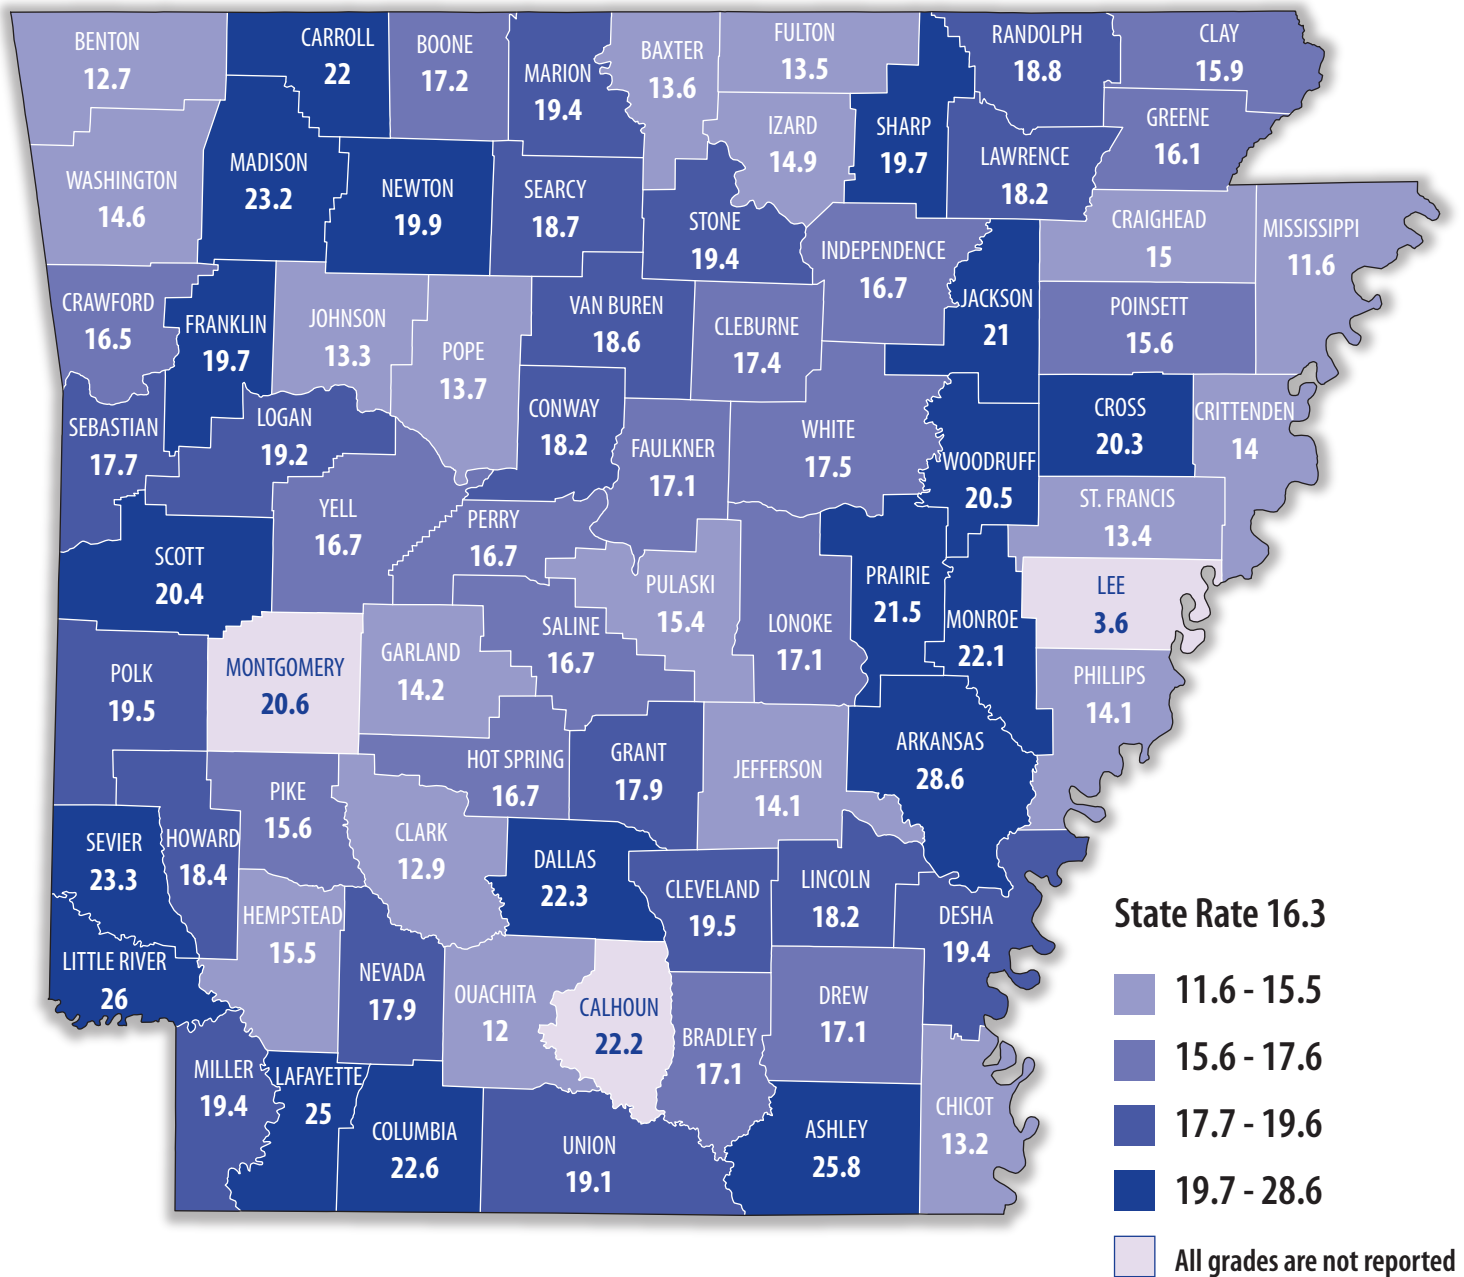 BENTON
12.7
CARROLL
22
BOONE
17.2
MARION
19.4
BAXTER
13.6
FULTON
13.5
RANDOLPH
18.8
CLAY
15.9
IZARD
14.9
SHARP
19.7
GREENE
16.1
LAWRENCE
18.2
WASHINGTON
14.6
MADISON
23.2
NEWTON
19.9
SEARCY
18.7
STONE
19.4
INDEPENDENCE
16.7
CRAIGHEAD
15
MISSISSIPPI
11.6
CRAWFORD
16.5
FRANKLIN
19.7
JOHNSON
13.3
POPE
13.7
VAN BUREN
18.6
CLEBURNE
17.4
JACKSON
21
POINSETT
15.6
SEBASTIAN
17.7
LOGAN
19.2
CONWAY
18.2
FAULKNER
17.1
WHITE
17.5
WOODRUFF
20.5
CROSS
20.3
CRITTENDEN
14
ST. FRANCIS
13.4
SCOTT
20.4
YELL
16.7
PERRY
16.7
PULASKI
15.4
LONOKE
17.1
PRAIRIE
21.5
MONROE
22.1
LEE
3.6
POLK
19.5
MONTGOMERY
20.6
GARLAND
14.2
SALINE
16.7
PHILLIPS
14.1
HOT SPRING
16.7
GRANT
17.9
JEFFERSON
14.1
ARKANSAS
28.6
SEVIER
23.3
HOWARD
18.4
PIKE
15.6
CLARK
12.9
DALLAS
22.3
CLEVELAND
19.5
LINCOLN
18.2
DESHA
19.4
LITTLE RIVER
26
HEMPSTEAD
15.5
NEVADA
17.9
OUACHITA
12
CALHOUN
22.2
BRADLEY
17.1
DREW
17.1
MILLER
19.4
LAFAYETTE
25
COLUMBIA
22.6
UNION
19.1
ASHLEY
25.8
CHICOT
13.2
State Rate 16.3
11.6 - 15.5
15.6 - 17.6
17.7 - 19.6
19.7 - 28.6
All grades are not reported